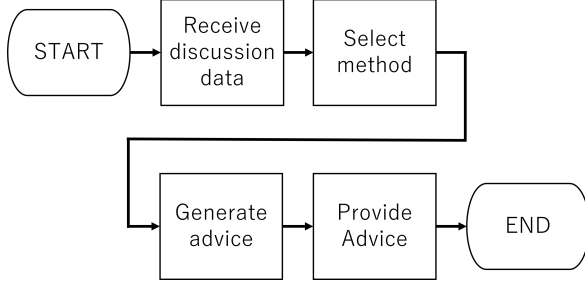 START
Receive
discussion
data
Select
method
Generate
advice
Provide
Advice
END